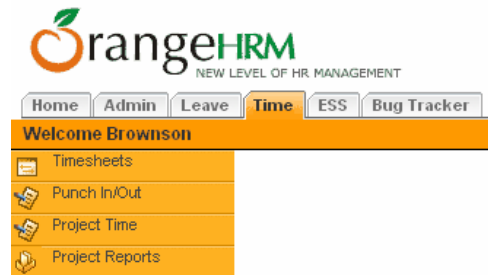 OrangeHRM
NEW LEVEL OF HR MANAGEMENT
Home Admin Leave Time ESS Bug Tracker
Welcome Brownson
Timesheets
Punch In/Out
Project Time
Project Reports